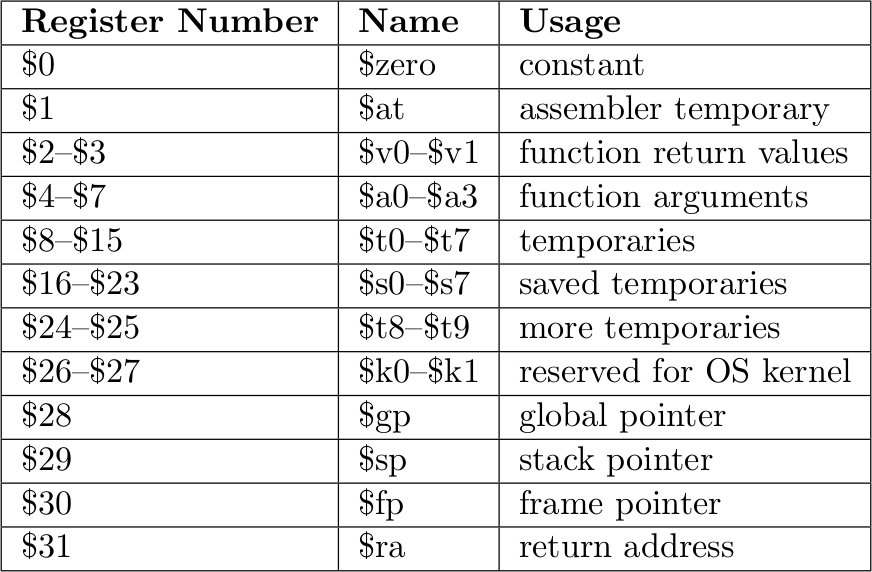 Register Number Name Usage
$0 $zero constant
$1 $at assembler temporary
$2–$3 $v0–$v1 function return values
$4–$7 $a0–$a3 function arguments
$8–$15 $t0–$t7 temporaries
$16–$23 $s0–$s7 saved temporaries
$24–$25 $t8–$t9 more temporaries
$26–$27 $k0–$k1 reserved for OS kernel
$28 $gp global pointer
$29 $sp stack pointer
$30 $fp frame pointer
$31 $ra return address